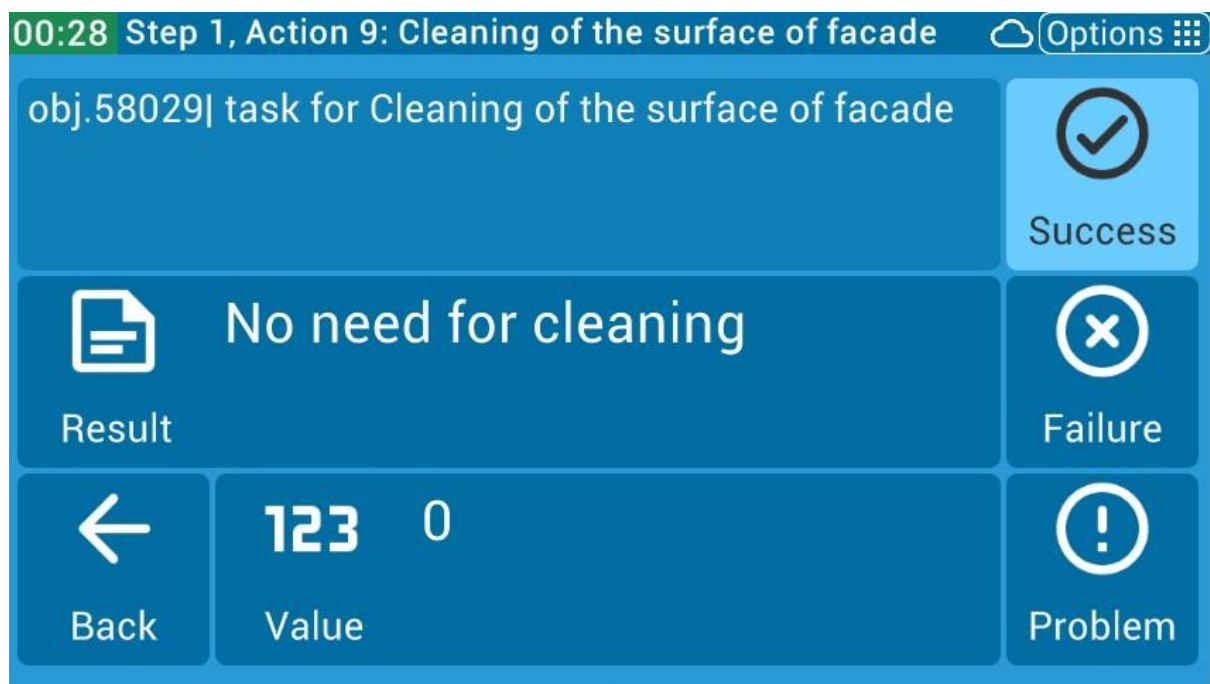 00:28 Step 1, Action 9: Cleaning of the surface of facade Options
obj.58029| task for Cleaning of the surface of facade
Success
No need for cleaning
Result
Failure
123 0
Back
Value
Problem